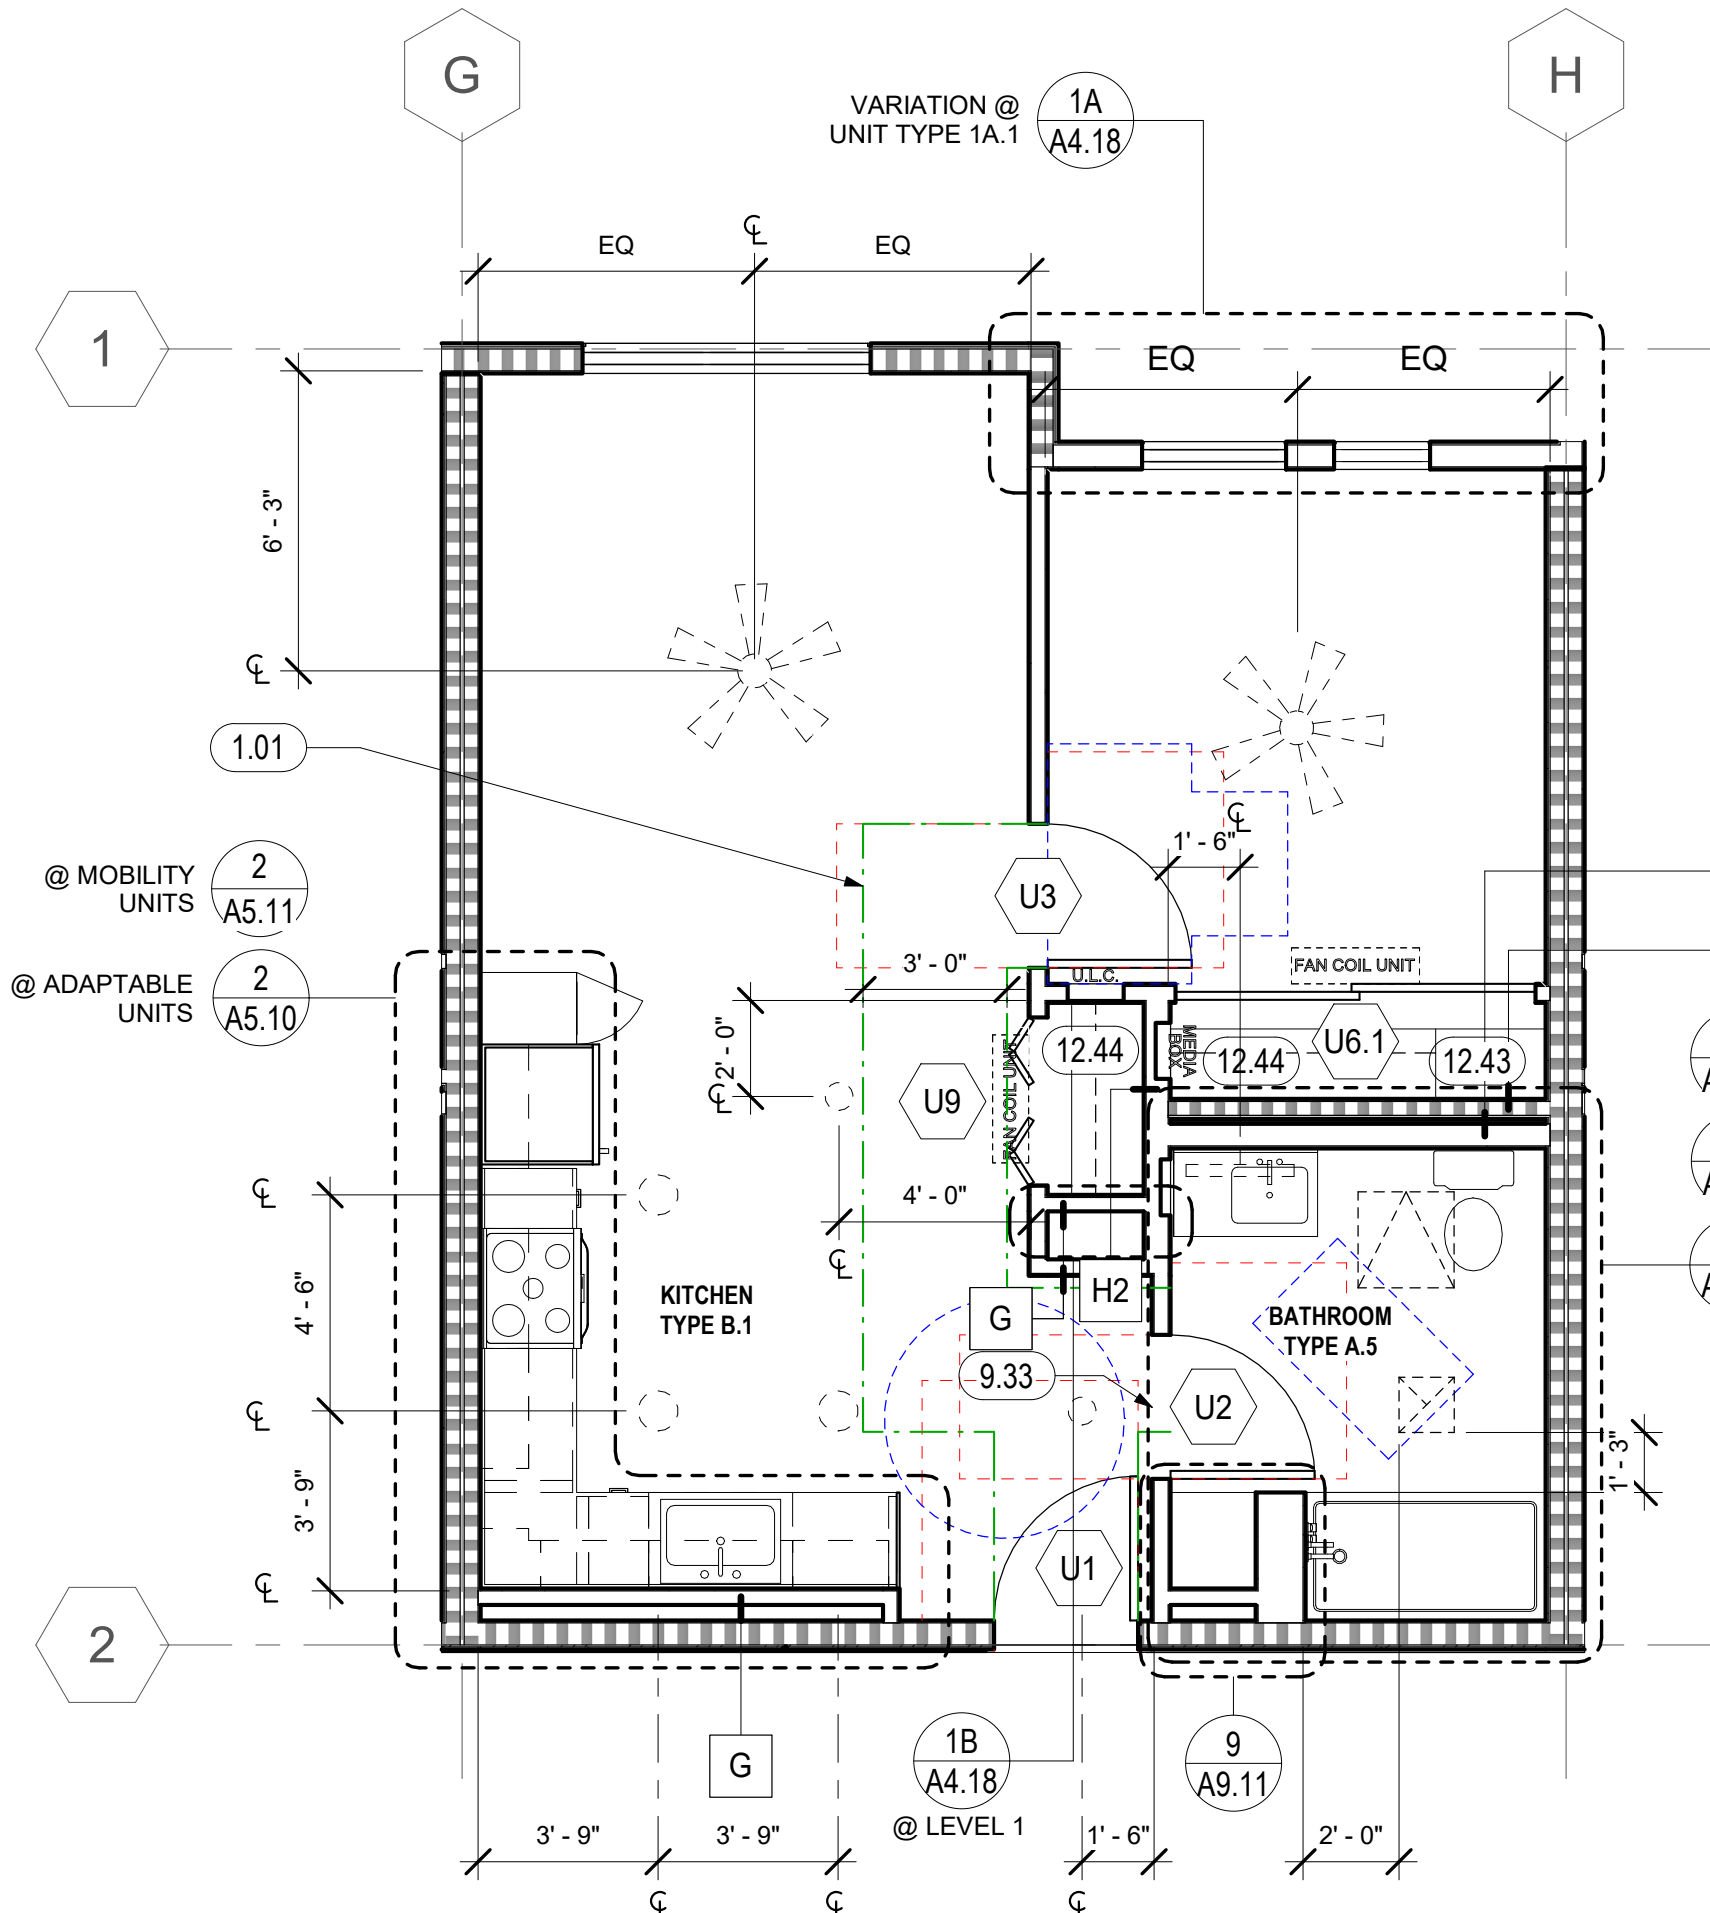 G
H
VARIATION @
UNIT TYPE 1A.1
1A
A4.18
EQ
℄
EQ
1
EQ
EQ
6' - 3"
℄
1.01
℄
1' - 6"
@ MOBILITY
UNITS
2
A5.11
U3
@ ADAPTABLE
UNITS
2
A5.10
3' - 0"
U.L.C.
FAN COIL UNIT
2' - 0"
℄
U9
FAN COIL UNIT
12.44
MEDIA
BOX
12.44
U6.1
12.43
A
A
A
℄
4' - 0"
℄
4' - 6"
KITCHEN
TYPE B.1
G
H2
BATHROOM
TYPE A.5
9.33
U2
℄
3' - 9"
1' - 3"
℄
U1
2
G
1B
A4.18
@ LEVEL 1
9
A9.11
3' - 9"
3' - 9"
1' - 6"
2' - 0"
℄
℄
℄